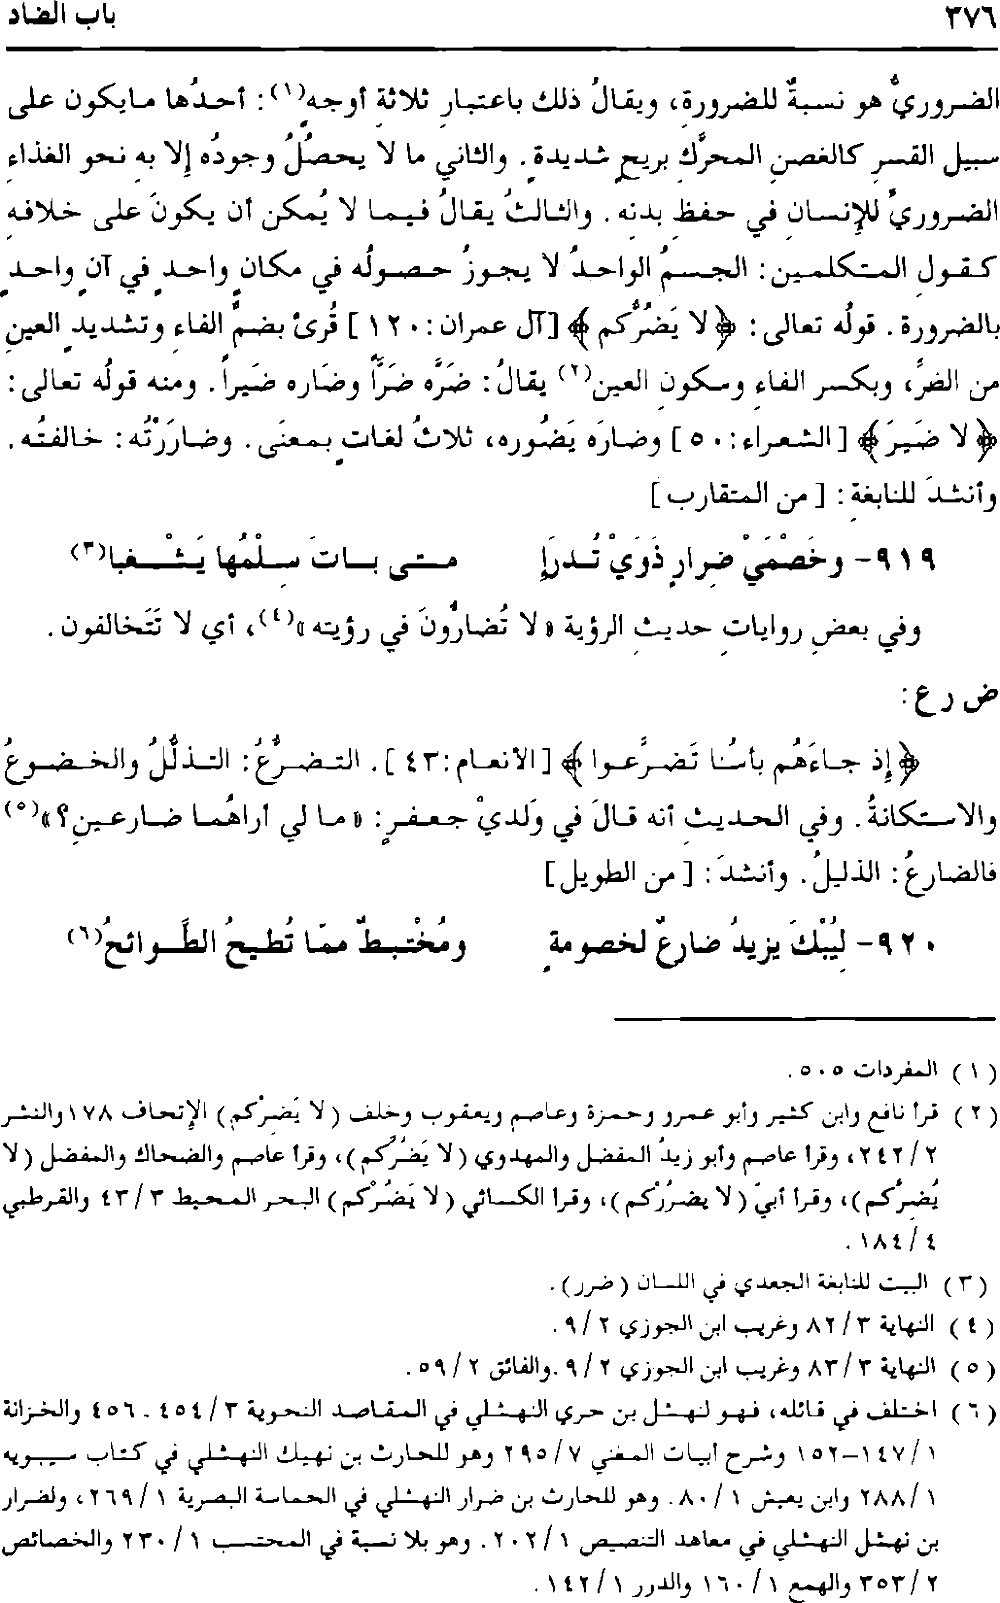 ٣٧٦
باب الضاد
الضروريُّ هو نسبةٌ للضرورةِ، ويقالُ ذلك باعتبارِ ثلاثةِ أوجهٍ(١): أحدُها مايكون على
سبيل القسرِ كالغصنِ المحرَّكِ بريحٍ شديدةٍ. والثاني ما لا يحصلُ وجودُه إلا به نحو الغذاءِ
الضروريِّ للإنسانِ في حفظِ بدنه. والثالثُ يقالُ فيما لا يُمكن أن يكونَ على خلافهِ
كقولِ المتكلمين: الجسمُ الواحدُ لا يجوزُ حصولُه في مكانٍ واحدٍ في آنٍ واحدٍ
بالضرورة. قولُه تعالى: ﴿لا يَضُرُّكم﴾ [آل عمران: ١٢٠] قُرئ بضمِّ الفاءِ وتشديدِ العينِ
من الضرِّ، وبكسر الفاءِ وسكونِ العين(٢) يقالُ: ضَرَّه ضَرًّا وضَاره ضَيراً. ومنه قولُه تعالى:
﴿لا ضَيرَ﴾ [الشعراء: ٥٠] وضارَه يَضُوره، ثلاثُ لغاتٍ بمعنَى. وضارَرْتُه: خالفتُه.
وأنشدَ للنابغةِ: [من المتقارب]
٩١٩- وخَصْمَيْ ضِرارٍ ذَوَيْ تُدرَإ متى باتَ سِلْمُها يَشْغبا(٣)
وفي بعضِ رواياتِ حديثِ الرؤية «لا تُضارُّونَ في رؤيته»(٤)، أي لا تَتَخالفون.
ض ر ع:
﴿إذ جاءَهُم بأسُنا تَضرَّعوا﴾ [الأنعام: ٤٣]. التضرُّعُ: التذلُّلُ والخضوعُ
والاستكانةُ. وفي الحديثِ أنه قالَ في وَلديْ جعفرٍ: «ما لي أراهُما ضارعينِ؟»(٥)
فالضارعُ: الذليلُ. وأنشدَ: [من الطويل]
٩٢٠- لِيُبْكَ يزيدُ ضارعٌ لخصومةٍ ومُخْتبطٌ ممّا تُطيحُ الطَّوائحُ(٦)
(١) المفردات ٥٠٥.
(٢) قرأ نافع وابن كثير وأبو عمرو وحمزة وعاصم ويعقوب وخلف (لا يَضِرْكم) الإتحاف ١٧٨والنشر
٢٤٢/٢، وقرأ عاصم وأبو زيدُ المفضل والمهدوي (لا يَضُرَّكم)، وقرأ عاصم والضحاك والمفضل (لا
يُضِرُّكم)، وقرأ أبيّ (لا يضرُرْكم)، وقرأ الكسائي (لا يَضُرْكم) البحر المحيط ٤٣/٣ والقرطبي
١٨٤/٤.
(٣) البيت للنابغة الجعدي في اللسان (ضرر).
(٤) النهاية ٨٢/٣ وغريب ابن الجوزي ٩/٢.
(٥) النهاية ٨٣/٣ وغريب ابن الجوزي ٩/٢.والفائق ٥٩/٢.
(٦) اختلف في قائله، فهو لنهشل بن حري النهشلي في المقاصد النحوية ٤٥٤/٣. ٤٥٦ والخزانة
١٤٧/١–١٥٢ وشرح أبيات المغني ٢٩٥/٧ وهو للحارث بن نهيك النهشلي في كتاب سيبويه
٢٨٨/١ وابن يعيش ٨٠/١. وهو للحارث بن ضرار النهشلي في الحماسة البصرية ٢٦٩/١، ولضرار
بن نهشل النهشلي في معاهد التنصيص ٢٠٢/١. وهو بلا نسبة في المحتسب ٢٣٠/١ والخصائص
٣٥٣/٢ والهمع ١٦٠/١ والدرر ١٤٢/١.